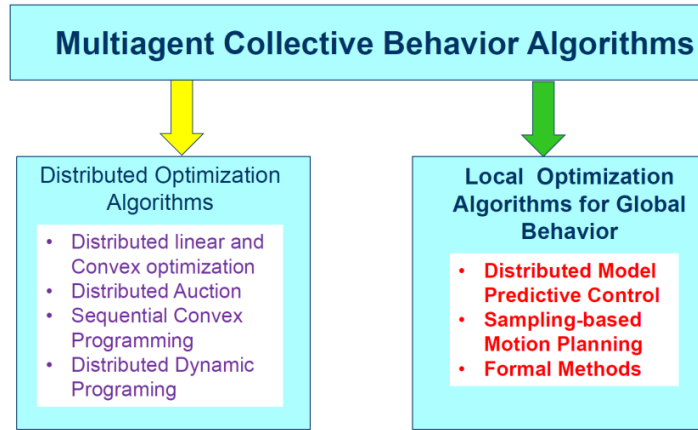 Multiagent Collective Behavior Algorithms
Distributed Optimization
Algorithms
• Distributed linear and
Convex optimization
• Distributed Auction
• Sequential Convex
Programming
• Distributed Dynamic
Programing
Local Optimization
Algorithms for Global
Behavior
• Distributed Model
Predictive Control
• Sampling-based
Motion Planning
• Formal Methods